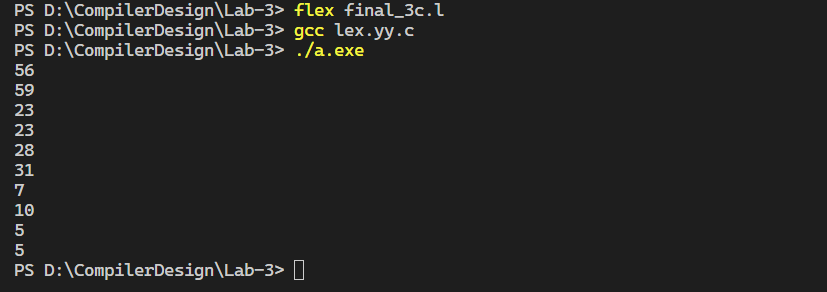 PS D:\CompilerDesign\Lab-3> flex final_3c.l
PS D:\CompilerDesign\Lab-3> gcc lex.yy.c
PS D:\CompilerDesign\Lab-3> ./a.exe
56
59
23
23
28
31
7
10
5
5
PS D:\CompilerDesign\Lab-3>